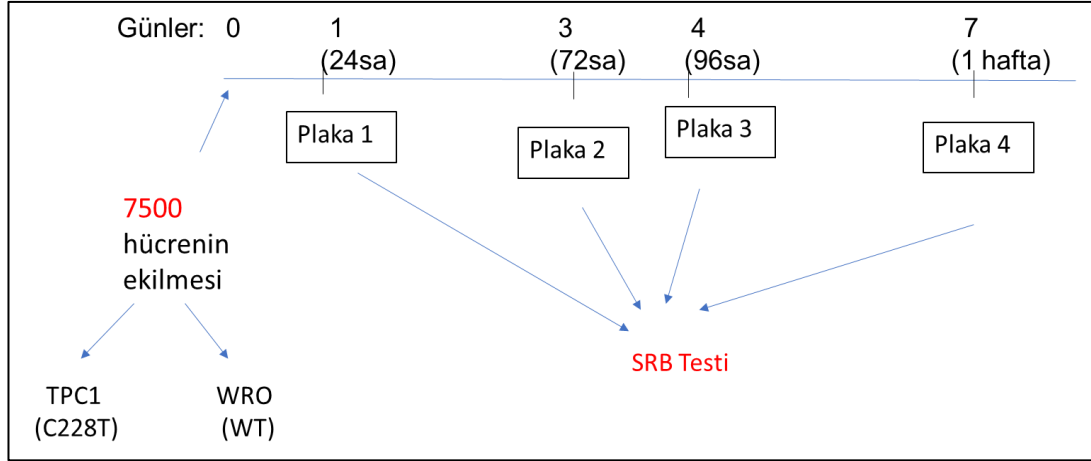 Günler: 0 1 3 4 7
(24sa) (72sa) (96sa) (1 hafta)
Plaka 1 Plaka 2 Plaka 3 Plaka 4
7500
hücrenin
ekilmesi
SRB Testi
TPC1 WRO
(C228T) (WT)